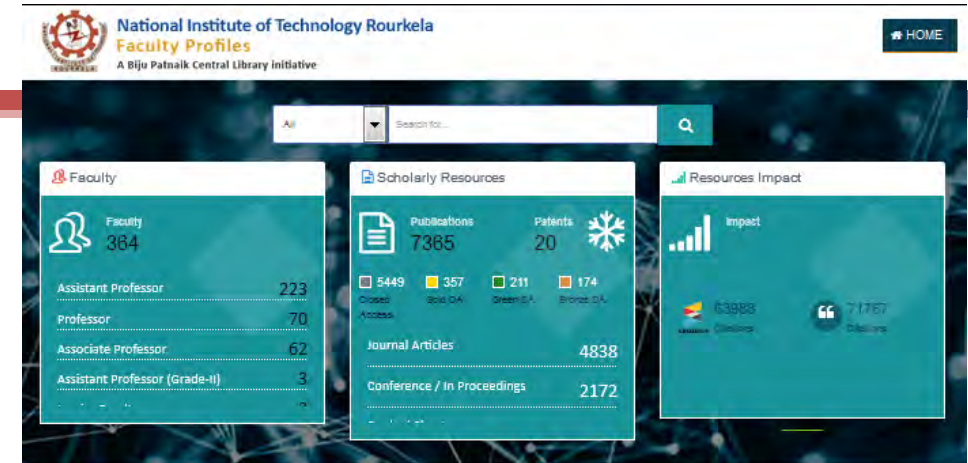 National Institute of Technology Rourkela
Faculty Profiles
A Biju Patnaik Central Library initiative
HOME
ROURKELA
All
Search for...
Faculty
Faculty
364
Assistant Professor 223
Professor 70
Associate Professor 62
Assistant Professor (Grade-II) 3
Scholarly Resources
Publications
7365
Patents
20
5449
Closed Access
357
Gold OA
211
Green OA
174
Bronze OA
Journal Articles 4838
Conference / In Proceedings 2172
Resources Impact
Impact
63983
Citations
71767
Citations